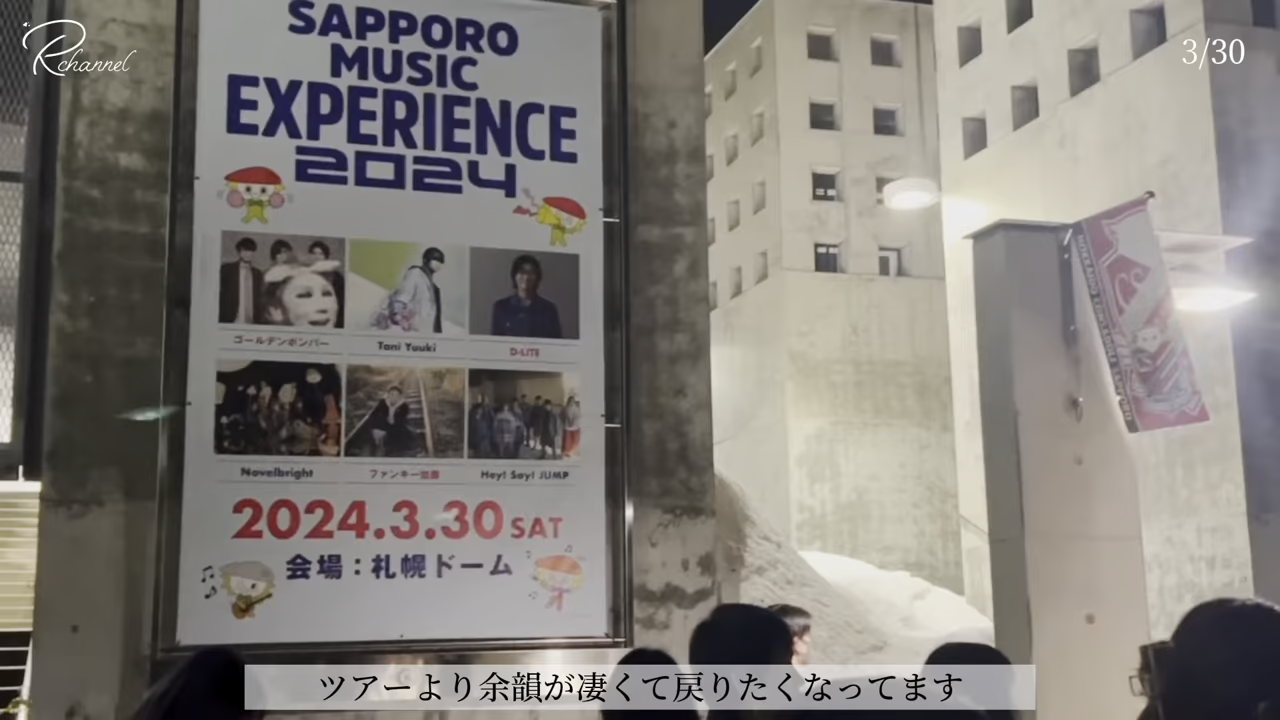 Rchannel
3/30
SAPPORO
MUSIC
EXPERIENCE
2024
ゴールデンボンバー
Tani Yuuki
D-LITE
Novelbright
ファンキー加藤
Hey! Say! JUMP
2024.3.30 SAT
会場：札幌ドーム
HOKKAIDO CONSADOLE SAPPORO
ツアーより余韻が凄くて戻りたくなってます